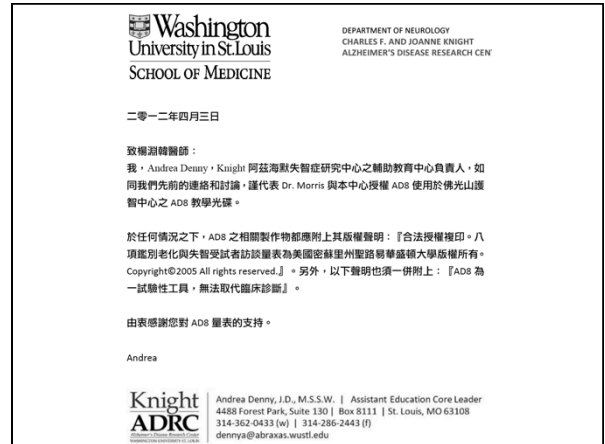 Washington
University in St.Louis
SCHOOL OF MEDICINE
DEPARTMENT OF NEUROLOGY
CHARLES F. AND JOANNE KNIGHT
ALZHEIMER'S DISEASE RESEARCH CEN
二零一二年四月三日
致楊淵韓醫師：
我，Andrea Denny，Knight 阿茲海默失智症研究中心之輔助教育中心負責人，如
同我們先前的連絡和討論，謹代表 Dr. Morris 與本中心授權 AD8 使用於佛光山護
智中心之 AD8 教學光碟。
於任何情況之下，AD8 之相關製作物都應附上其版權聲明：『合法授權複印。八
項鑑別老化與失智受試者訪談量表為美國密蘇里州聖路易華盛頓大學版權所有。
Copyright©2005 All rights reserved.』。另外，以下聲明也須一併附上：『AD8 為
一試驗性工具，無法取代臨床診斷』。
由衷感謝您對 AD8 量表的支持。
Andrea
Knight
ADRC
Alzheimer's Disease Research Center
WASHINGTON UNIVERSITY ST. LOUIS
Andrea Denny, J.D., M.S.S.W. | Assistant Education Core Leader
4488 Forest Park, Suite 130 | Box 8111 | St. Louis, MO 63108
314-362-0433 (w) | 314-286-2443 (f)
dennya@abraxas.wustl.edu